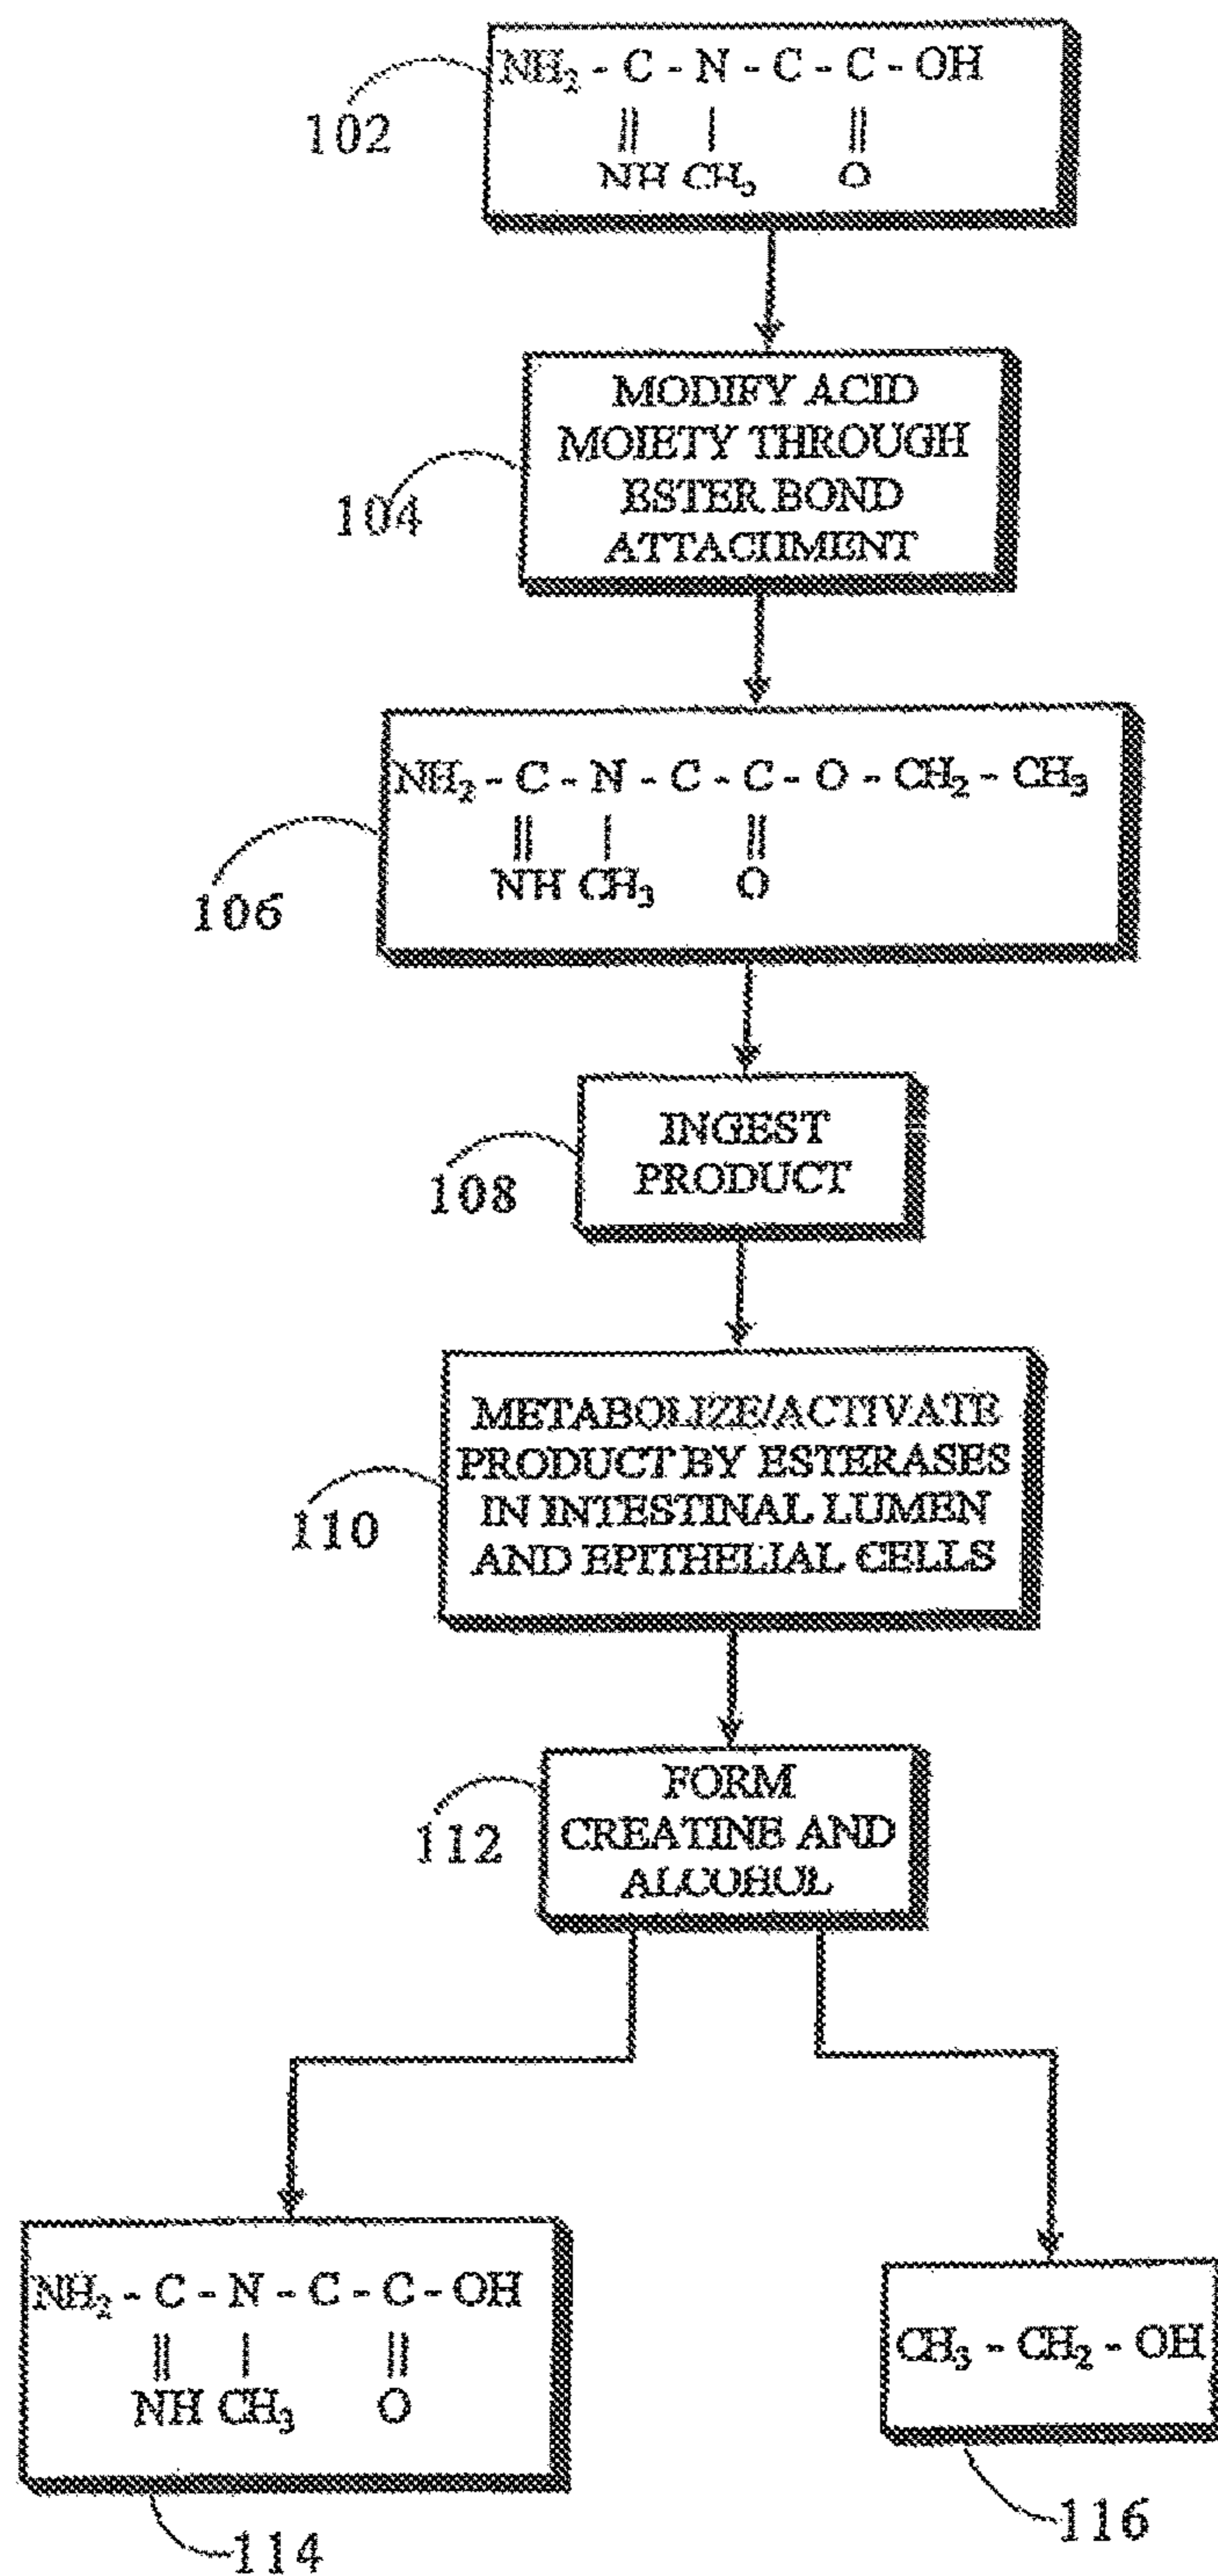 NH₂ - C - N - C - C - OH
|| | ||
NH CH₃ O
102
MODIFY ACID
MOIETY THROUGH
ESTER BOND
ATTACHMENT
104
NH₂ - C - N - C - C - O - CH₂ - CH₃
|| | ||
NH CH₃ O
106
INGEST
PRODUCT
108
METABOLIZE/ACTIVATE
PRODUCT BY ESTERASES
IN INTESTINAL LUMEN
AND EPITHELIAL CELLS
110
FORM
CREATINE AND
ALCOHOL
112
NH₂ - C - N - C - C - OH
|| | ||
NH CH₃ O
114
CH₃ - CH₂ - OH
116